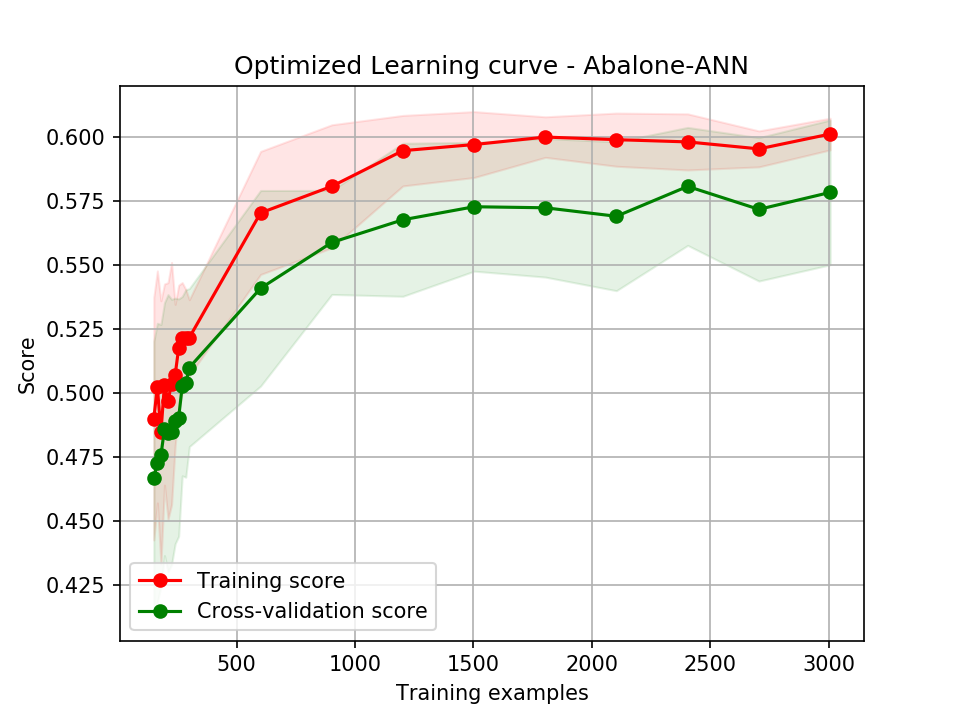 Optimized Learning curve - Abalone-ANN
Score
0.600
0.575
0.550
0.525
0.500
0.475
0.450
0.425
Training score
Cross-validation score
500 1000 1500 2000 2500 3000
Training examples